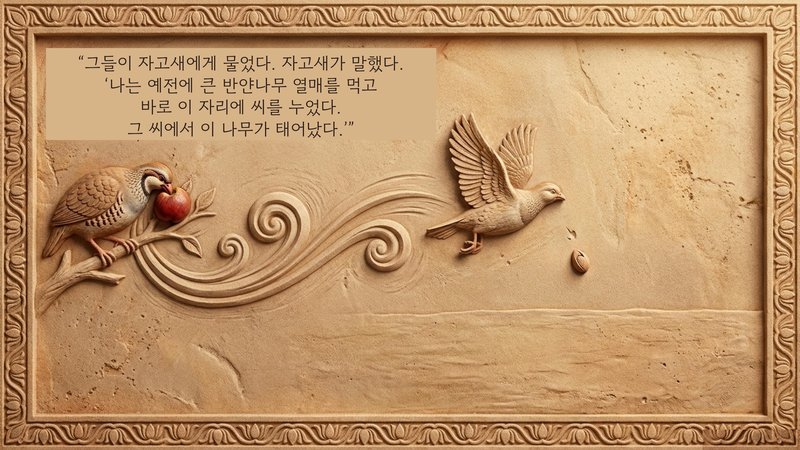 “그들이 자고새에게 물었다. 자고새가 말했다.
‘나는 예전에 큰 반얀나무 열매를 먹고
바로 이 자리에 씨를 누었다.
그 씨에서 이 나무가 태어났다.’”